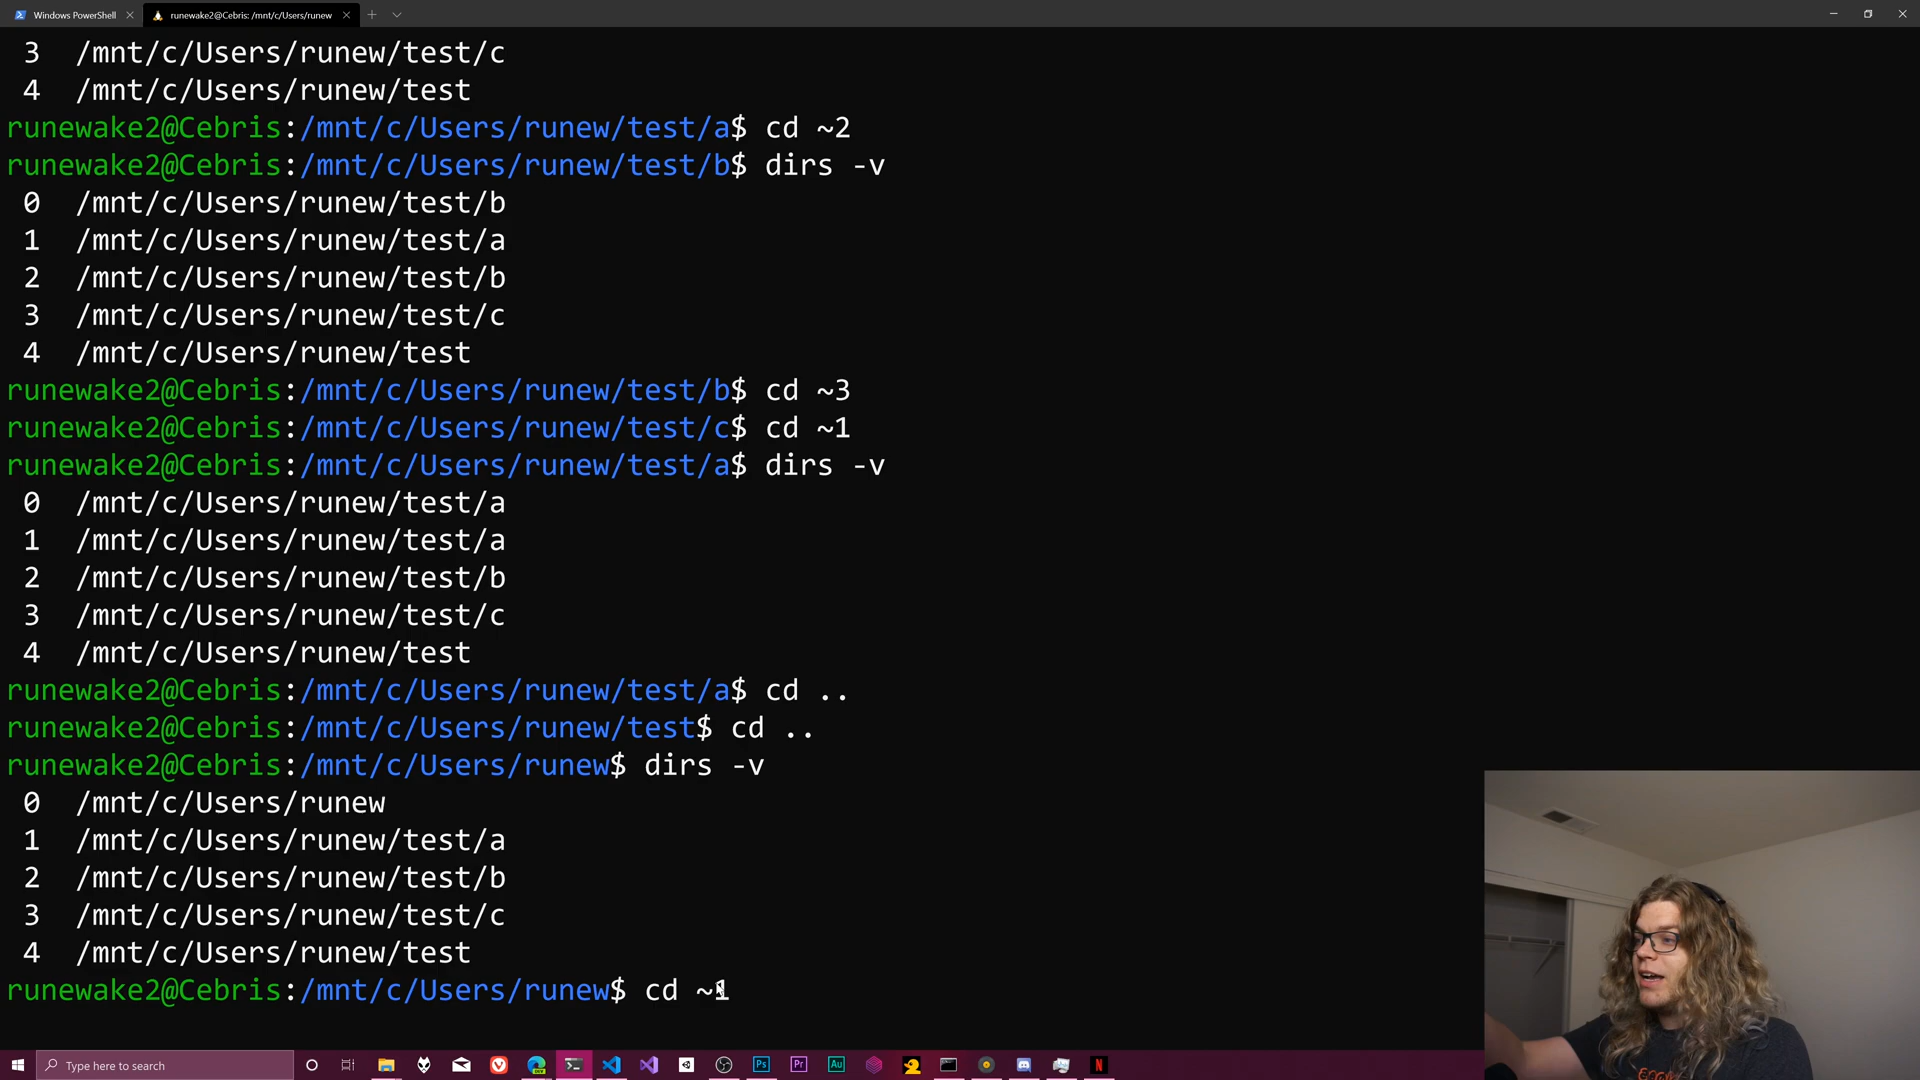 Windows PowerShell
runewake2@Cebris: /mnt/c/Users/runew
3 /mnt/c/Users/runew/test/c
4 /mnt/c/Users/runew/test
runewake2@Cebris:/mnt/c/Users/runew/test/a$ cd ~2
runewake2@Cebris:/mnt/c/Users/runew/test/b$ dirs -v
0 /mnt/c/Users/runew/test/b
1 /mnt/c/Users/runew/test/a
2 /mnt/c/Users/runew/test/b
3 /mnt/c/Users/runew/test/c
4 /mnt/c/Users/runew/test
runewake2@Cebris:/mnt/c/Users/runew/test/b$ cd ~3
runewake2@Cebris:/mnt/c/Users/runew/test/c$ cd ~1
runewake2@Cebris:/mnt/c/Users/runew/test/a$ dirs -v
0 /mnt/c/Users/runew/test/a
1 /mnt/c/Users/runew/test/a
2 /mnt/c/Users/runew/test/b
3 /mnt/c/Users/runew/test/c
4 /mnt/c/Users/runew/test
runewake2@Cebris:/mnt/c/Users/runew/test/a$ cd ..
runewake2@Cebris:/mnt/c/Users/runew/test$ cd ..
runewake2@Cebris:/mnt/c/Users/runew$ dirs -v
0 /mnt/c/Users/runew
1 /mnt/c/Users/runew/test/a
2 /mnt/c/Users/runew/test/b
3 /mnt/c/Users/runew/test/c
4 /mnt/c/Users/runew/test
runewake2@Cebris:/mnt/c/Users/runew$ cd ~1
Type here to search
Ps
Pr
Au
N